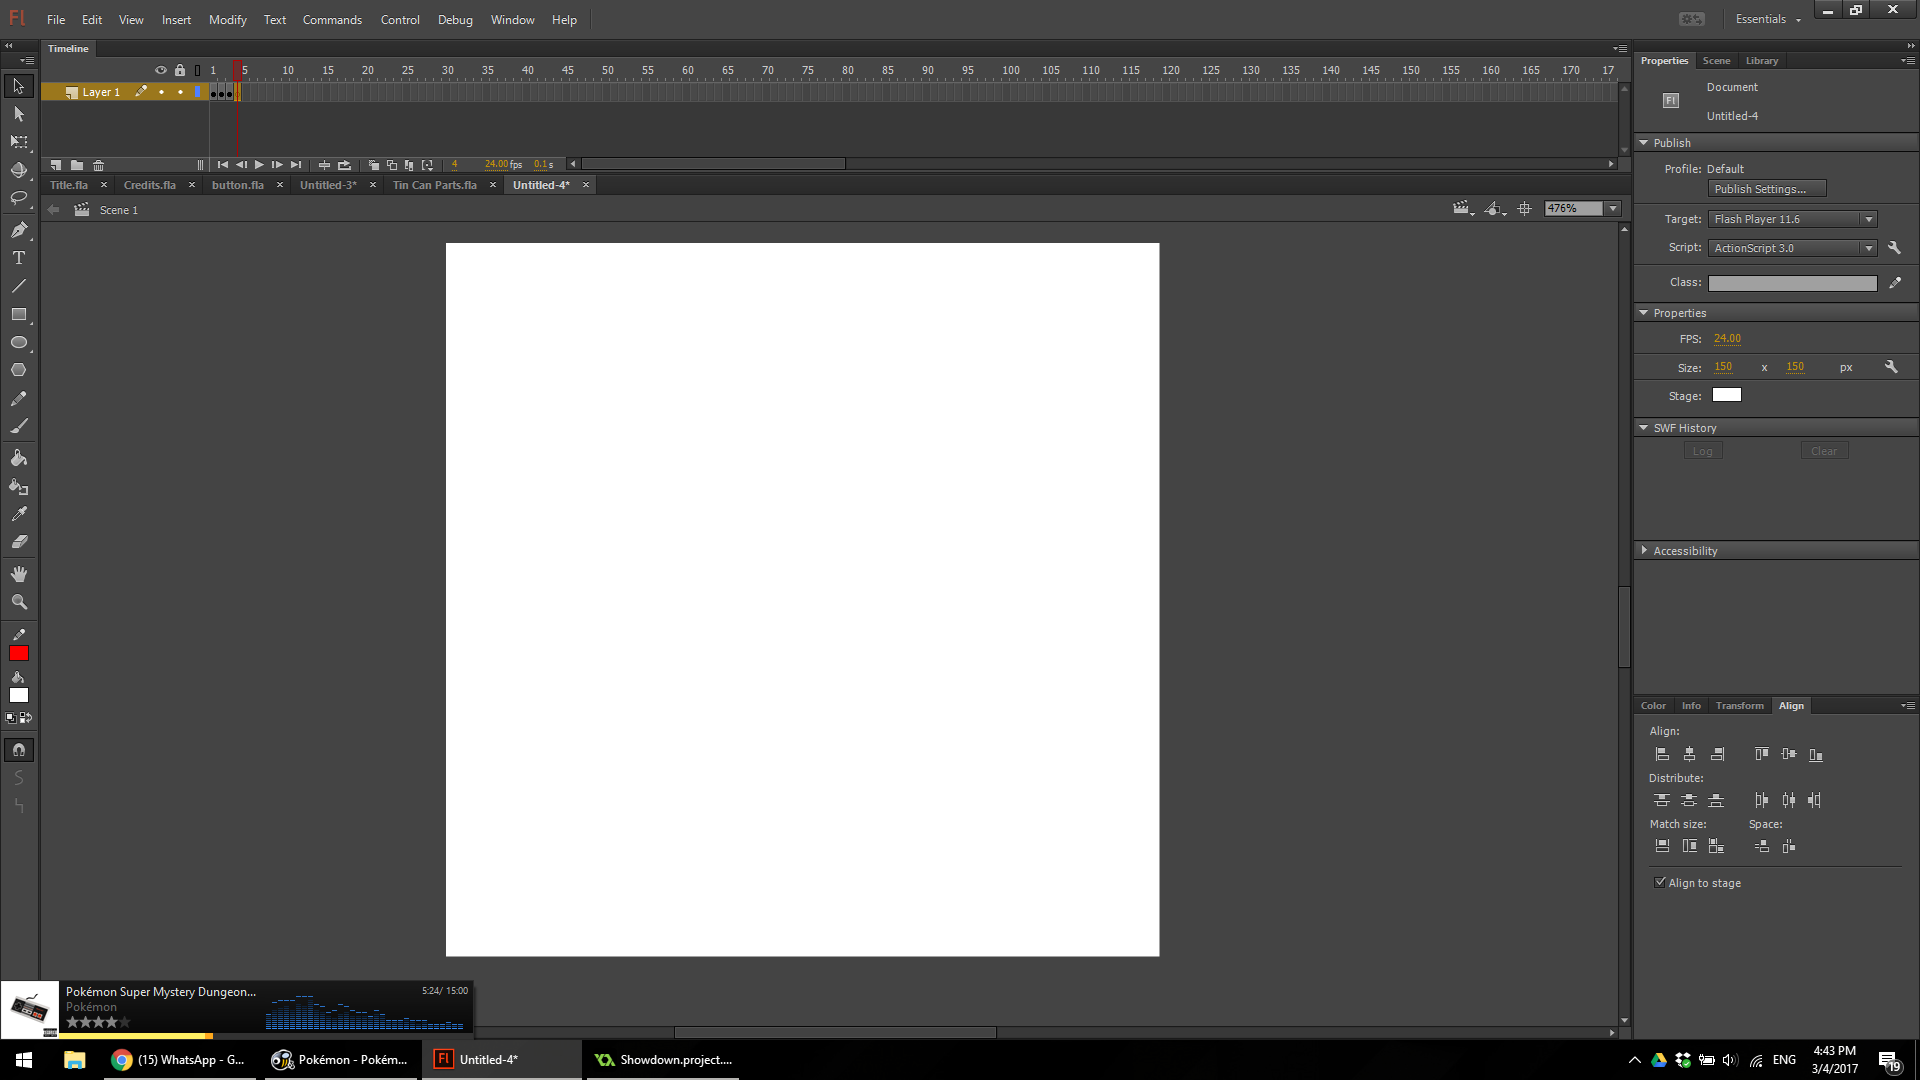 Fl File Edit View Insert Modify Text Commands Control Debug Window Help Essentials
Timeline
1 5 10 15 20 25 30 35 40 45 50 55 60 65 70 75 80 85 90 95 100 105 110 115 120 125 130 135 140 145 150 155 160 165 170 17
Layer 1
4 24.00 fps 0.1 s
Title.fla Credits.fla button.fla Untitled-3* Tin Can Parts.fla Untitled-4*
Scene 1
476%
Properties Scene Library
Document
Fl
Untitled-4
Publish
Profile: Default
Publish Settings...
Target: Flash Player 11.6
Script: ActionScript 3.0
Class:
Properties
FPS: 24.00
Size: 150 x 150 px
Stage:
SWF History
Log Clear
Accessibility
Color Info Transform Align
Align:
Distribute:
Match size: Space:
Align to stage
Pokémon Super Mystery Dungeon... 5:24/ 15:00
Pokémon
(15) WhatsApp - G...
Pokémon - Pokém...
Fl Untitled-4*
Showdown.project....
ENG
4:43 PM
3/4/2017
19